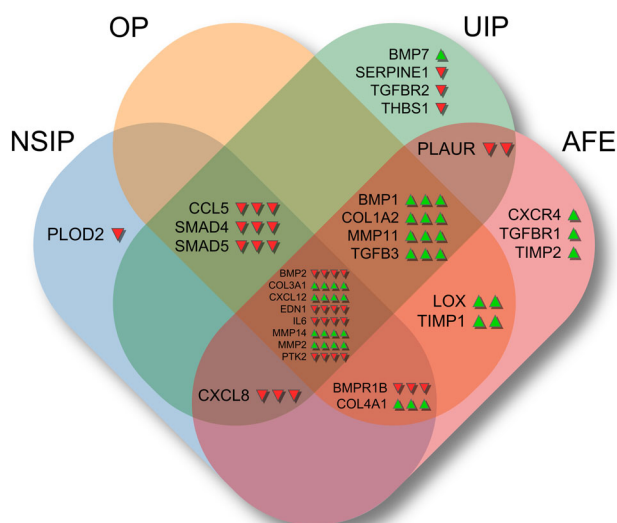 OP
UIP
NSIP
AFE
BMP7
SERPINE1
TGFBR2
THBS1
PLAUR
PLOD2
CCL5
SMAD4
SMAD5
BMP1
COL1A2
MMP11
TGFB3
CXCR4
TGFBR1
TIMP2
BMP2
COL3A1
CXCL12
EDN1
IL6
MMP14
MMP2
PTK2
LOX
TIMP1
CXCL8
BMPR1B
COL4A1